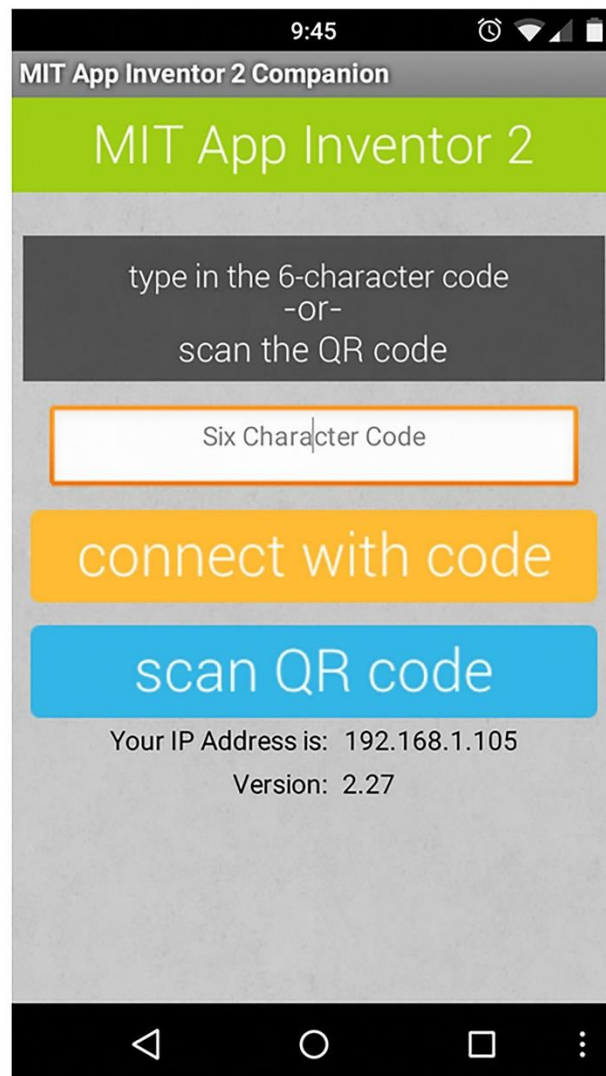 9:45
MIT App Inventor 2 Companion
MIT App Inventor 2
type in the 6-character code
-or-
scan the QR code
Six Character Code
connect with code
scan QR code
Your IP Address is: 192.168.1.105
Version: 2.27